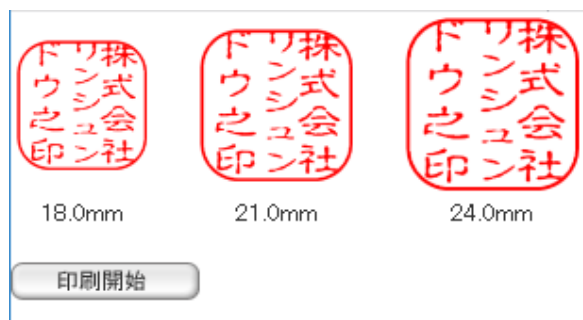 株式会社
リンシュン
ドウ之印
株式会社
リンシュン
ドウ之印
株式会社
リンシュン
ドウ之印
18.0mm
21.0mm
24.0mm
印刷開始